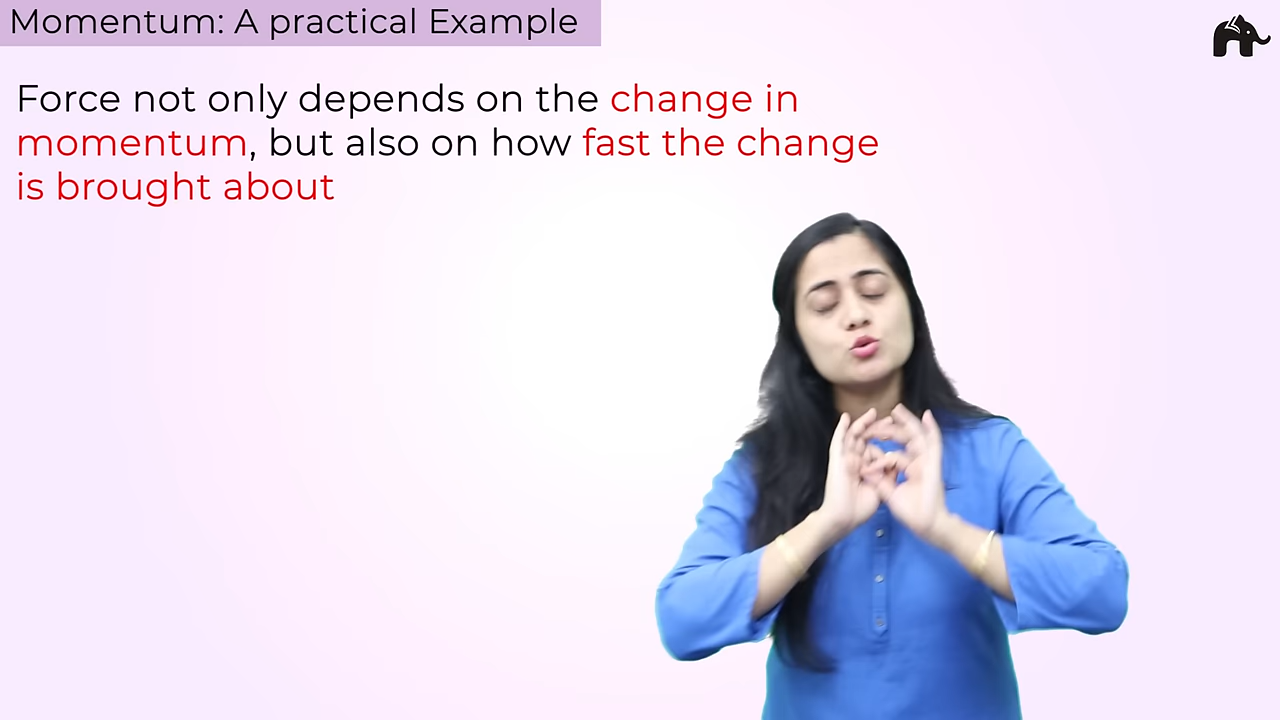 Momentum: A practical Example
Force not only depends on the change in
momentum, but also on how fast the change
is brought about